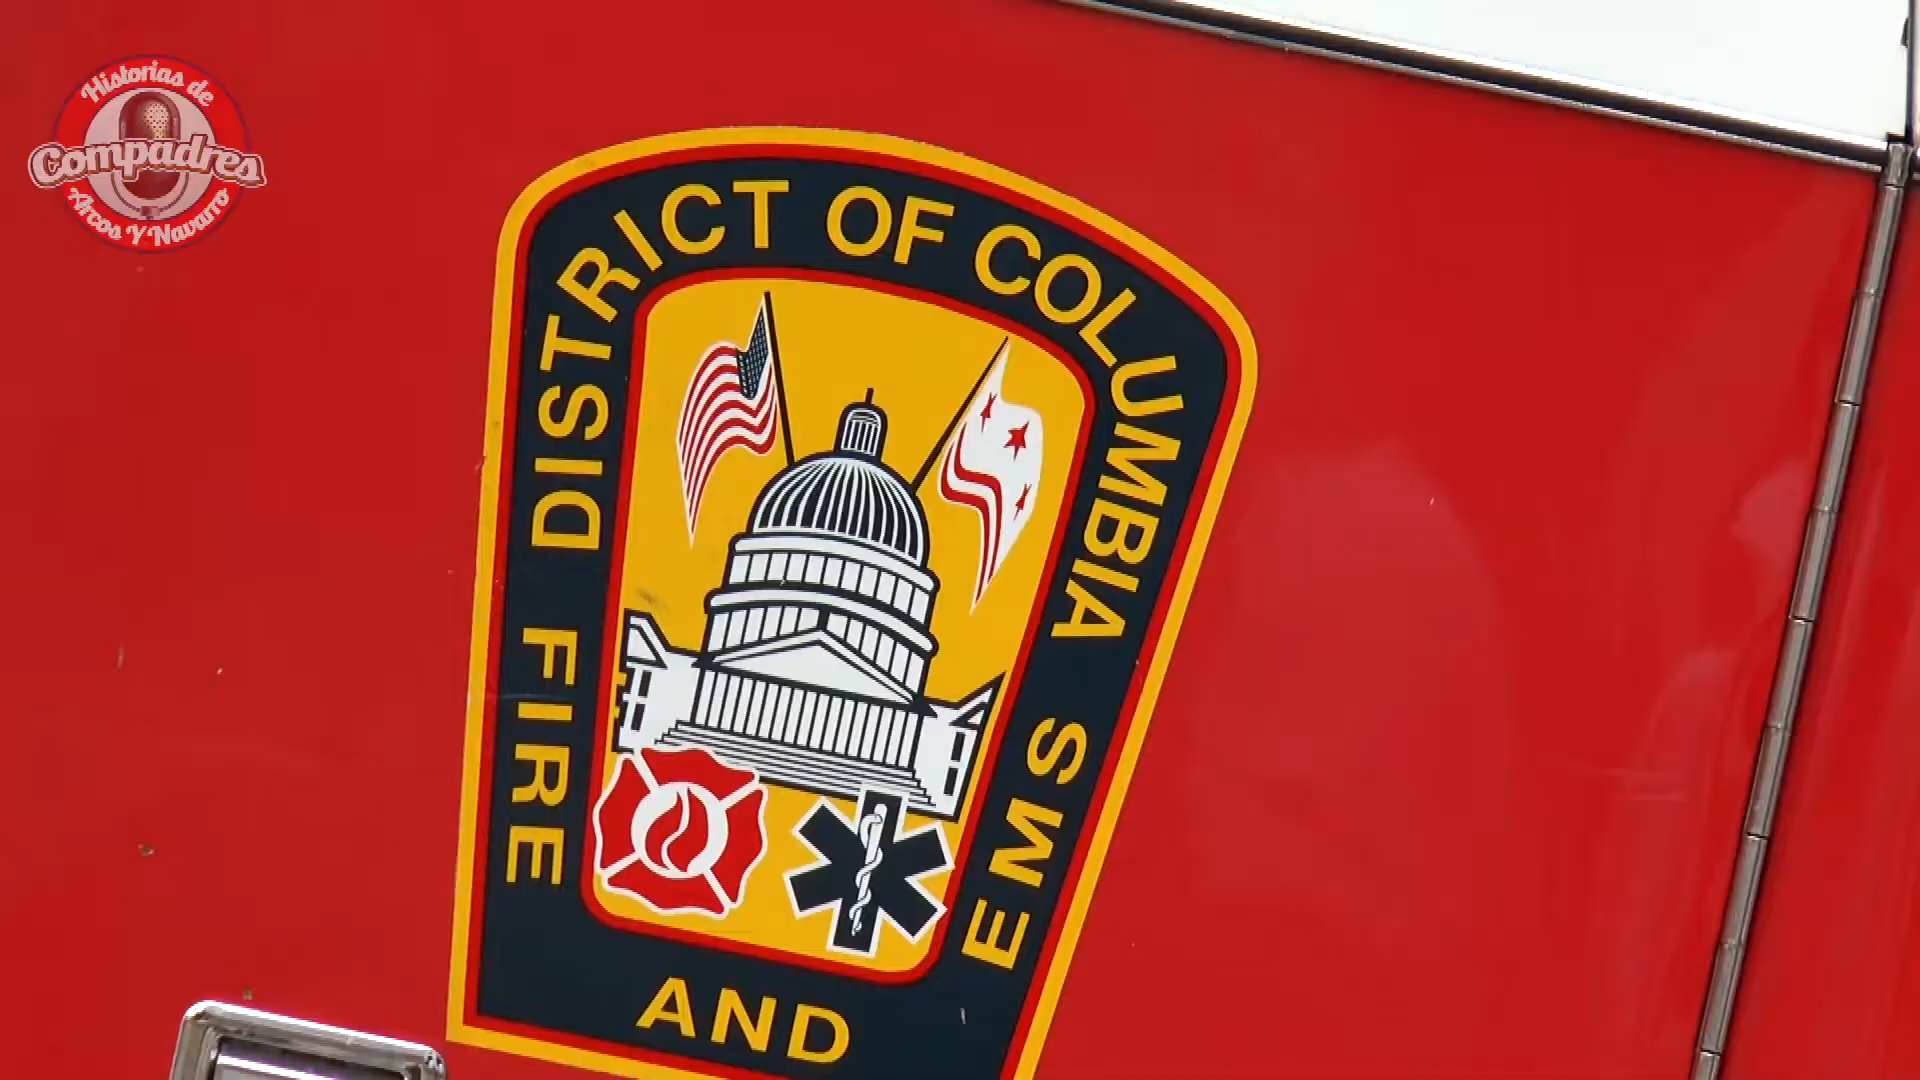 Historias de
Compadres
Arcos Y Navarro
DISTRICT OF COLUMBIA
FIRE
AND
EMS